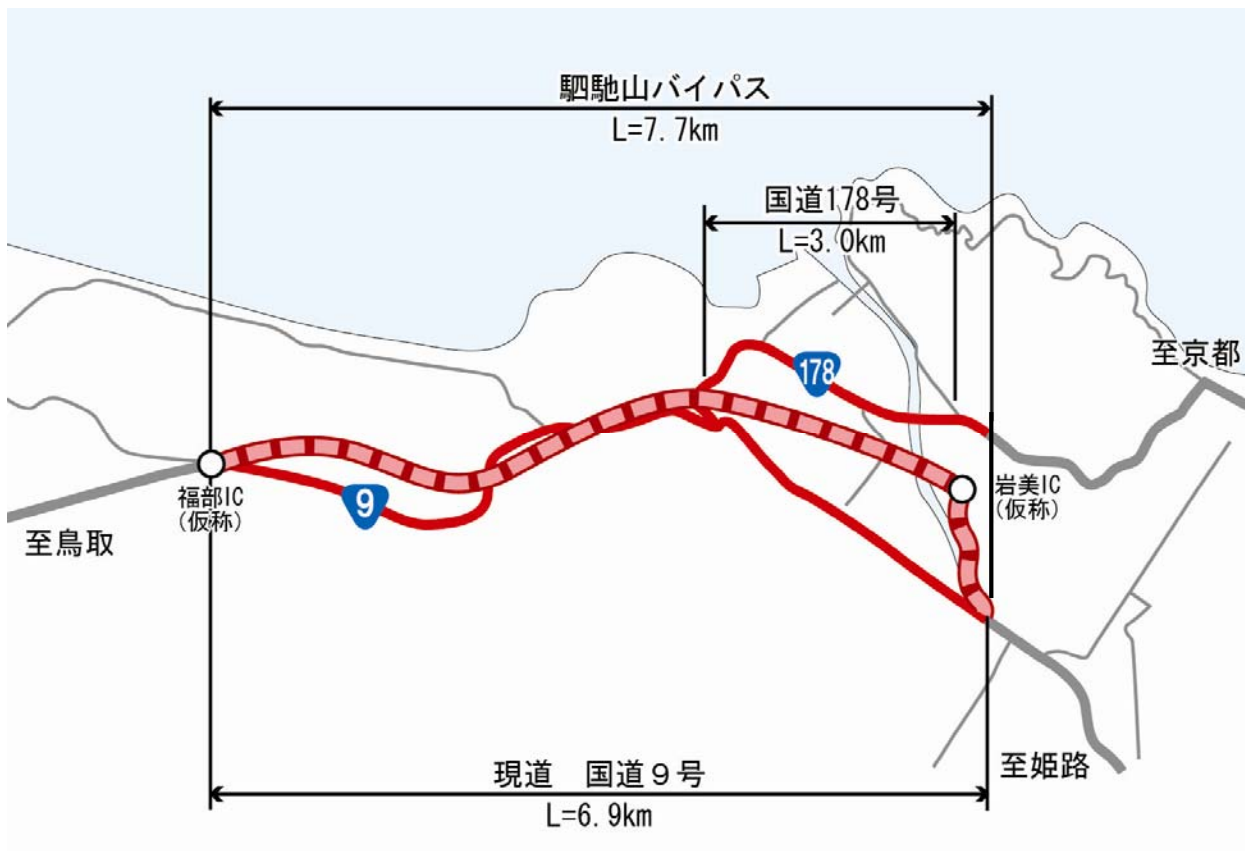 駟馳山バイパス
L=7.7km
国道178号
L=3.0km
至京都
178
福部IC
(仮称)
9
岩美IC
(仮称)
至鳥取
至姫路
現道　国道９号
L=6.9km